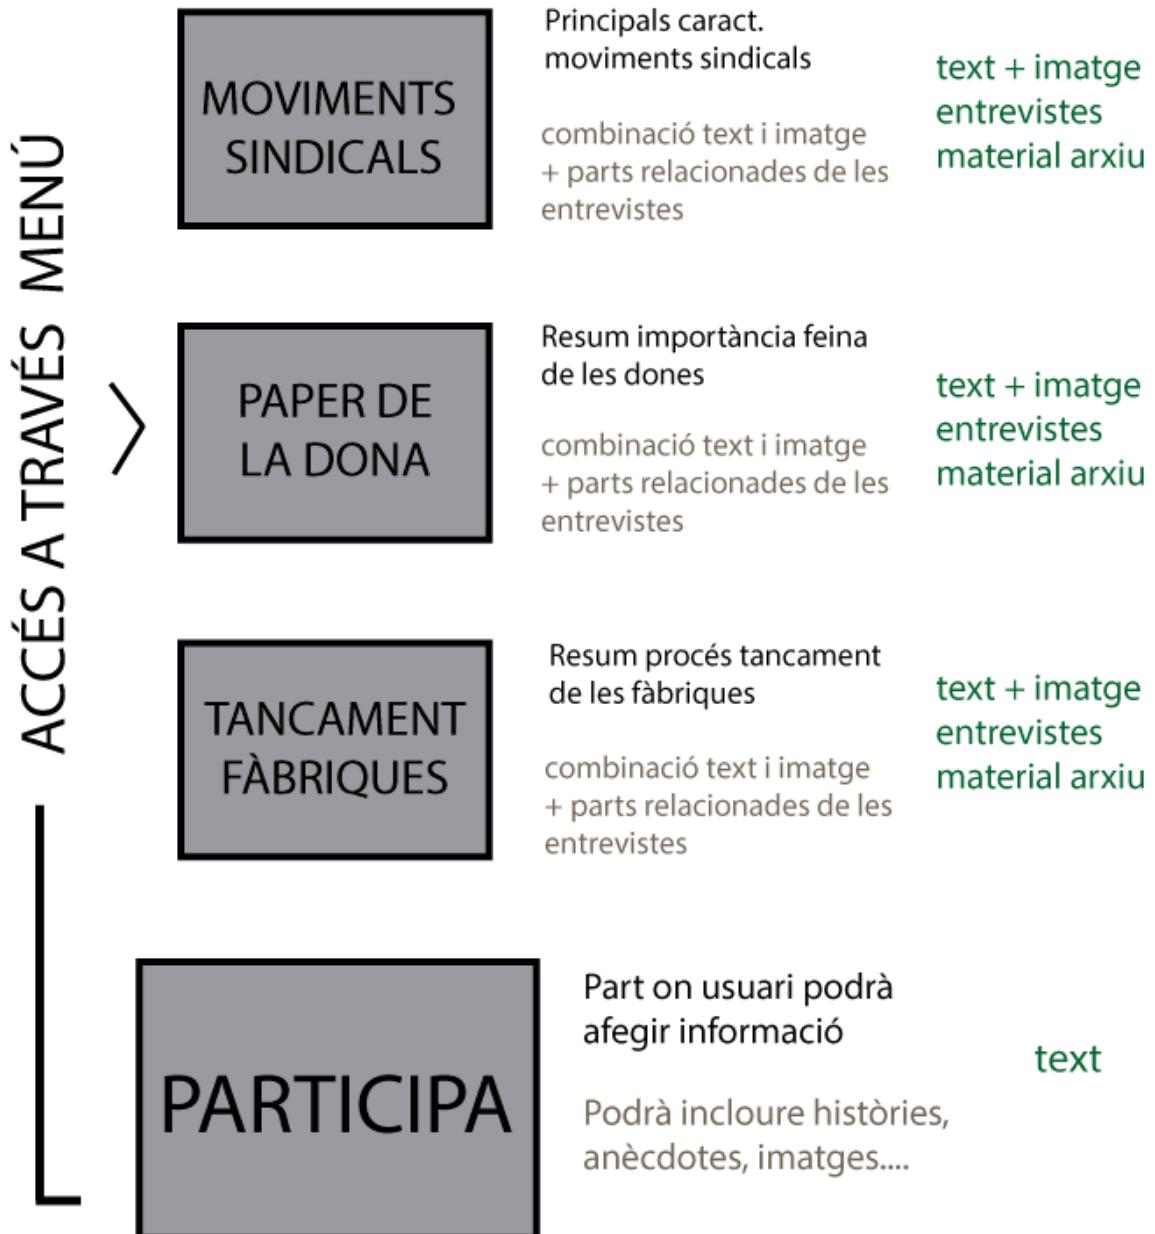 ACCÉS A TRAVÉS MENÚ
MOVIMENTS
SINDICALS
Principals caract.
moviments sindicals
combinació text i imatge
+ parts relacionades de les
entrevistes
text + imatge
entrevistes
material arxiu
PAPER DE
LA DONA
Resum importància feina
de les dones
combinació text i imatge
+ parts relacionades de les
entrevistes
text + imatge
entrevistes
material arxiu
TANCAMENT
FÀBRIQUES
Resum procés tancament
de les fàbriques
combinació text i imatge
+ parts relacionades de les
entrevistes
text + imatge
entrevistes
material arxiu
PARTICIPA
Part on usuari podrà
afegir informació
Podrà incloure històries,
anècdotes, imatges....
text